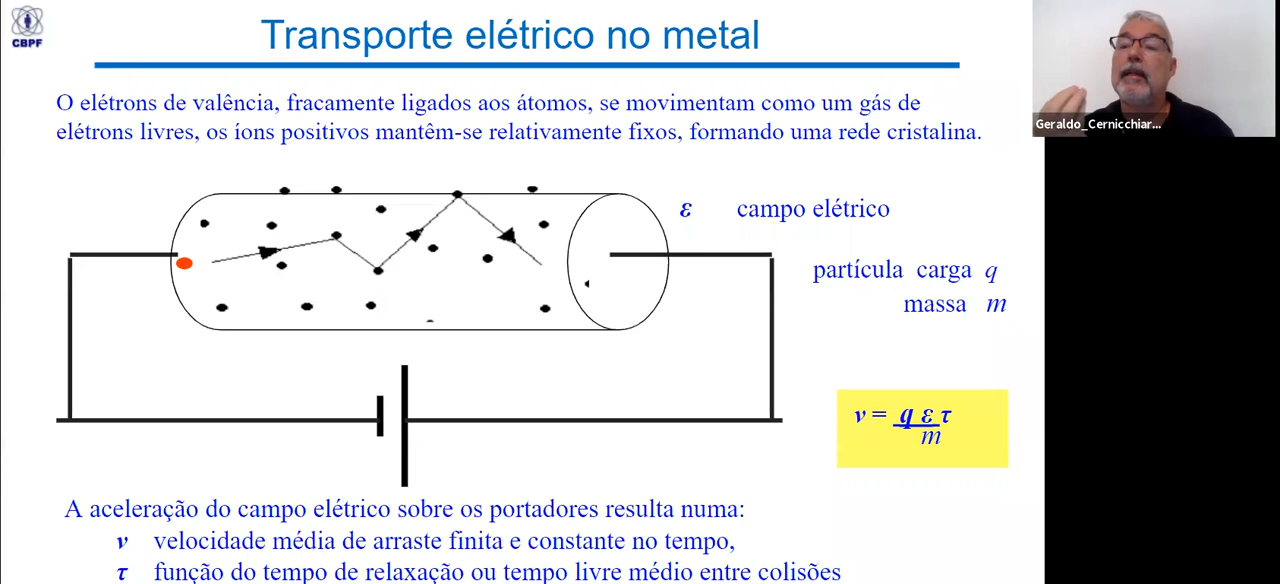 CBPF
Transporte elétrico no metal
O elétrons de valência, fracamente ligados aos átomos, se movimentam como um gás de
elétrons livres, os íons positivos mantêm-se relativamente fixos, formando uma rede cristalina.
Geraldo_Cernicchiar...
ε campo elétrico
partícula carga q
massa m
v = q ε τ
m
A aceleração do campo elétrico sobre os portadores resulta numa:
v velocidade média de arraste finita e constante no tempo,
τ função do tempo de relaxação ou tempo livre médio entre colisões